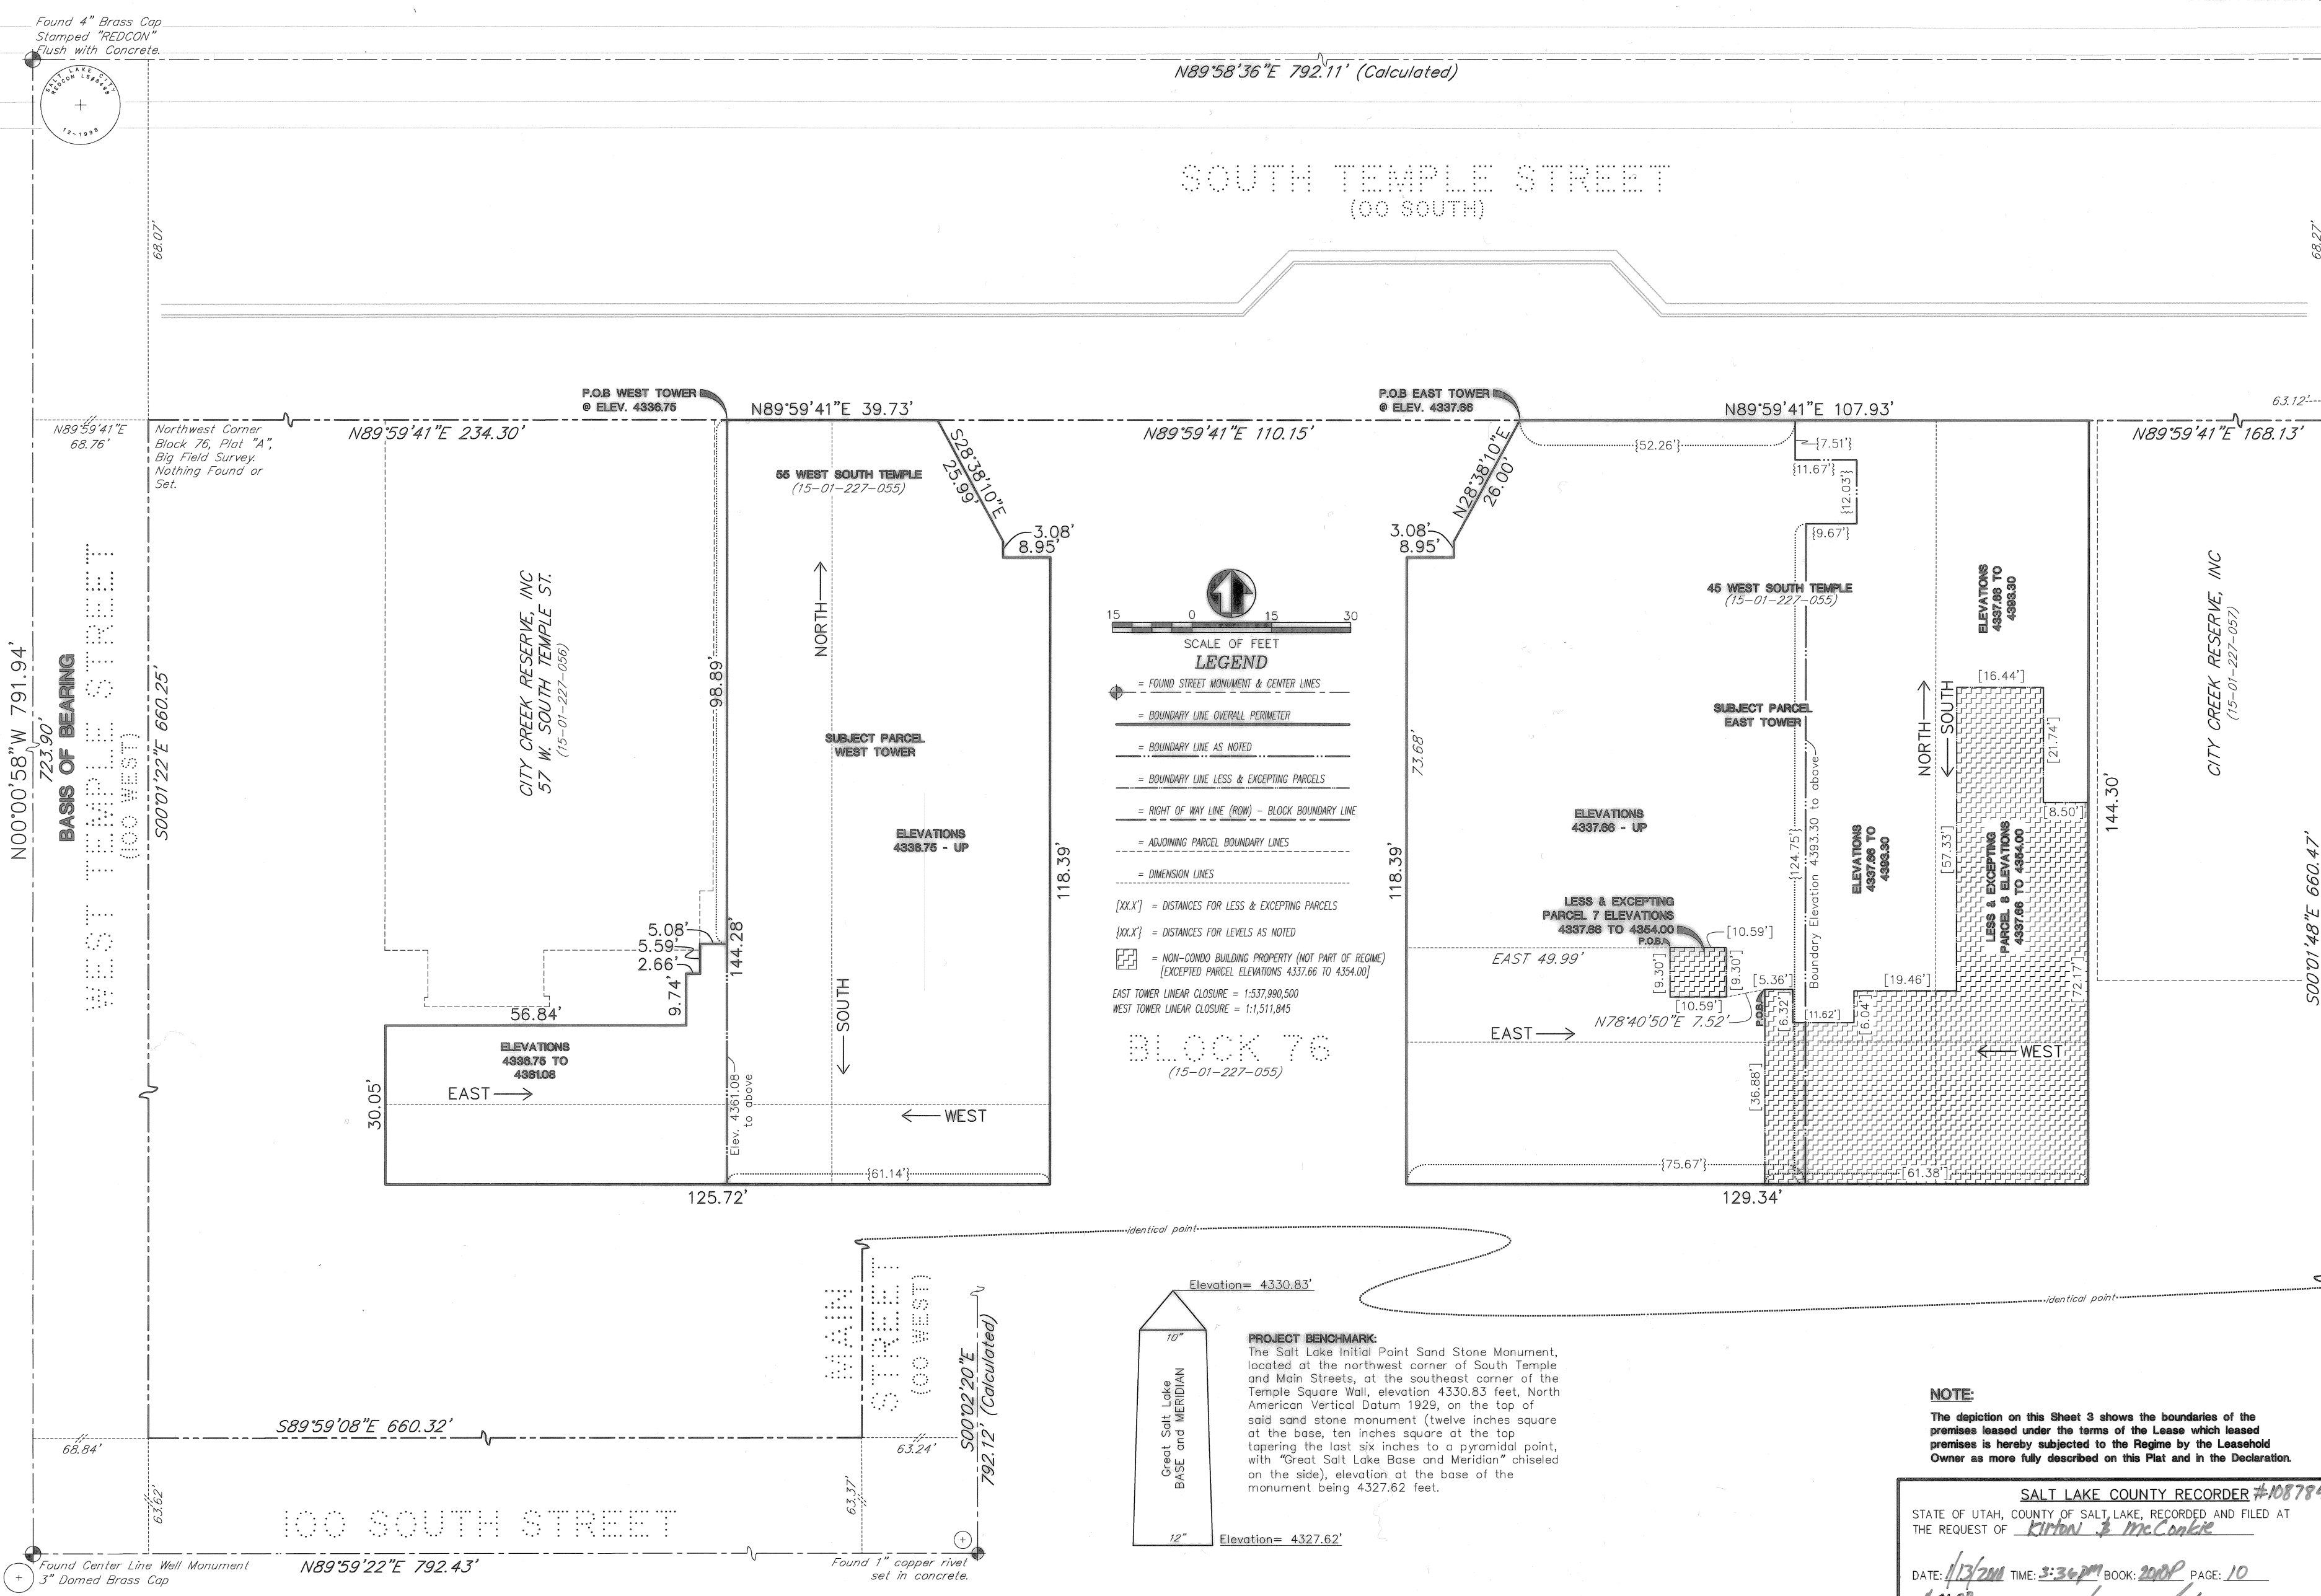 Found 4" Brass Cap
Stamped "REDCON"
Flush with Concrete.
SALT LAKE CITY
REDCON LS#8498
12-1998
N89°58'36"E 792.11' (Calculated)
SOUTH TEMPLE STREET
(00 SOUTH)
68.07'
68.27'
P.O.B WEST TOWER
@ ELEV. 4336.75
N89°59'41"E 39.73'
P.O.B EAST TOWER
@ ELEV. 4337.66
N89°59'41"E 107.93'
63.12'
N89°59'41"E
68.76'
Northwest Corner
Block 76, Plat "A",
Big Field Survey.
Nothing Found or
Set.
N89°59'41"E 234.30'
N89°59'41"E 110.15'
N89°59'41"E 168.13'
55 WEST SOUTH TEMPLE
(15-01-227-055)
S28°38'10"E
25.99'
3.08'
8.95'
N28°38'10"E
26.00'
3.08'
8.95'
{52.26'}
{7.51'}
{11.67'}
{12.03'}
{9.67'}
N00°00'58"W 791.94'
723.90'
BASIS OF BEARING
WEST TEMPLE STREET
(100 WEST)
S00°01'22"E 660.25'
CITY CREEK RESERVE, INC
57 W. SOUTH TEMPLE ST.
(15-01-227-056)
98.89'
NORTH
SUBJECT PARCEL
WEST TOWER
ELEVATIONS
4336.75 - UP
5.08'
5.59'
2.66'
9.74'
144.28'
56.84'
SOUTH
118.39'
ELEVATIONS
4336.75 TO
4361.08
30.05'
EAST
Elev. 4361.08
to above
WEST
{61.14'}
125.72'
15 0 15 30
SCALE OF FEET
LEGEND
= FOUND STREET MONUMENT & CENTER LINES
= BOUNDARY LINE OVERALL PERIMETER
= BOUNDARY LINE AS NOTED
= BOUNDARY LINE LESS & EXCEPTING PARCELS
= RIGHT OF WAY LINE (ROW) - BLOCK BOUNDARY LINE
= ADJOINING PARCEL BOUNDARY LINES
= DIMENSION LINES
[XX.X'] = DISTANCES FOR LESS & EXCEPTING PARCELS
{XX.X'} = DISTANCES FOR LEVELS AS NOTED
= NON-CONDO BUILDING PROPERTY (NOT PART OF REGIME)
[EXCEPTED PARCEL ELEVATIONS 4337.66 TO 4354.00]
EAST TOWER LINEAR CLOSURE = 1:537,990,500
WEST TOWER LINEAR CLOSURE = 1:1,511,845
BLOCK 76
(15-01-227-055)
73.68'
118.39'
45 WEST SOUTH TEMPLE
(15-01-227-055)
SUBJECT PARCEL
EAST TOWER
ELEVATIONS
4337.66 - UP
LESS & EXCEPTING
PARCEL 7 ELEVATIONS
4337.66 TO 4354.00
P.O.B.
[10.59']
EAST 49.99'
[9.30']
[9.30']
[10.59']
N78°40'50"E 7.52'
P.O.B.
[5.36']
[6.32']
[11.62']
[6.04']
[19.46']
[36.88']
EAST
{124.75'}
Boundary Elevation 4393.30 to above
ELEVATIONS
4337.66 TO
4393.30
ELEVATIONS
4337.66 TO
4393.30
NORTH
SOUTH
[16.44']
[21.74']
[8.50']
[57.33']
LESS & EXCEPTING
PARCEL 8 ELEVATIONS
4337.66 TO 4354.00
[72.17']
WEST
{75.67'}
[61.38']
129.34'
144.30'
CITY CREEK RESERVE, INC
(15-01-227-057)
S00°01'48"E 660.47'
identical point
identical point
MAIN
STREET
(00 WEST)
S00°02'20"E
792.12' (Calculated)
S89°59'08"E 660.32'
68.84'
63.24'
63.62'
63.37'
100 SOUTH STREET
Found Center Line Well Monument
3" Domed Brass Cap
N89°59'22"E 792.43'
Found 1" copper rivet
set in concrete.
Elevation= 4330.83'
10"
Great Salt Lake
BASE and MERIDIAN
12"
Elevation= 4327.62'
PROJECT BENCHMARK:
The Salt Lake Initial Point Sand Stone Monument,
located at the northwest corner of South Temple
and Main Streets, at the southeast corner of the
Temple Square Wall, elevation 4330.83 feet, North
American Vertical Datum 1929, on the top of
said sand stone monument (twelve inches square
at the base, ten inches square at the top
tapering the last six inches to a pyramidal point,
with "Great Salt Lake Base and Meridian" chiseled
on the side), elevation at the base of the
monument being 4327.62 feet.
NOTE:
The depiction on this Sheet 3 shows the boundaries of the
premises leased under the terms of the Lease which leased
premises is hereby subjected to the Regime by the Leasehold
Owner as more fully described on this Plat and in the Declaration.
SALT LAKE COUNTY RECORDER #108784
STATE OF UTAH, COUNTY OF SALT LAKE, RECORDED AND FILED AT
THE REQUEST OF Kirton & McConkie
DATE: 1/13/2010 TIME: 3:36pm BOOK: 2010P PAGE: 10